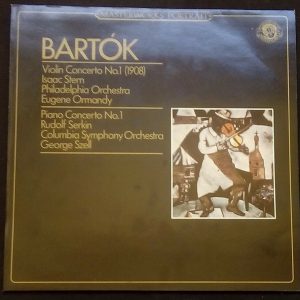 MASTERWORKS PORTRAIT
BARTÓK
Violin Concerto No.1 (1908)
Isaac Stern
Philadelphia Orchestra
Eugene Ormandy
Piano Concerto No.1
Rudolf Serkin
Columbia Symphony Orchestra
George Szell